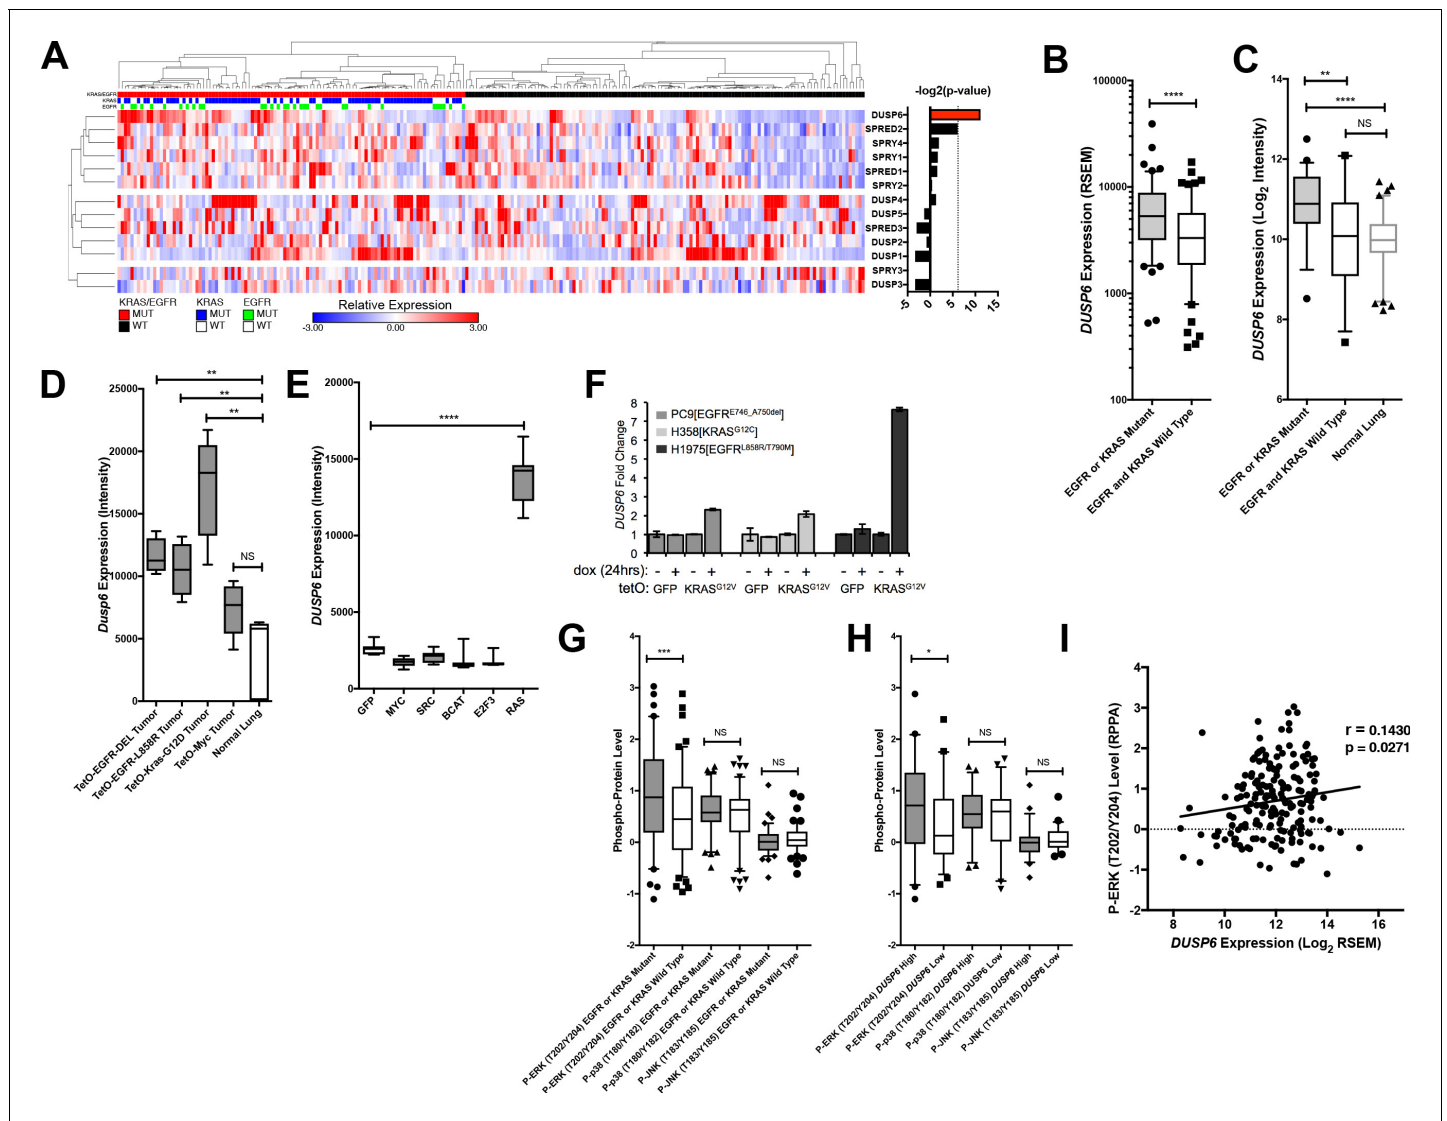 A
KRAS/EGFR
KRAS
EGFR
-log2(p-value)
DUSP6
SPRED2
SPRY4
SPRY1
SPRED1
SPRY2
DUSP4
DUSP5
SPRED3
DUSP2
DUSP1
SPRY3
DUSP3
-5 0 5 10 15
KRAS/EGFR KRAS EGFR
MUT MUT MUT
WT WT WT
Relative Expression
-3.00 0.00 3.00
B
DUSP6 Expression (RSEM)
100000
10000
1000
100
****
EGFR or KRAS Mutant
EGFR and KRAS Wild Type
C
DUSP6 Expression (Log2 Intensity)
14
12
10
8
6
**
****
NS
EGFR or KRAS Mutant
EGFR and KRAS Wild Type
Normal Lung
D
Dusp6 Expression (Intensity)
25000
20000
15000
10000
5000
0
**
**
**
NS
TetO-EGFR-DEL Tumor
TetO-EGFR-L858R Tumor
TetO-Kras-G12D Tumor
TetO-Myc Tumor
Normal Lung
E
DUSP6 Expression (Intensity)
20000
15000
10000
5000
0
****
GFP
MYC
SRC
BCAT
E2F3
RAS
F
DUSP6 Fold Change
8
7
6
5
4
3
2
1
0
PC9[EGFRE746_A750del]
H358[KRASG12C]
H1975[EGFRL858R/T790M]
dox (24hrs): - + - + - + - + - + - +
tetO: GFP KRASG12V GFP KRASG12V GFP KRASG12V
G
Phospho-Protein Level
4
3
2
1
0
-1
-2
***
NS
NS
P-ERK (T202/Y204) EGFR or KRAS Mutant
P-ERK (T202/Y204) EGFR or KRAS Wild Type
P-p38 (T180/Y182) EGFR or KRAS Mutant
P-p38 (T180/Y182) EGFR or KRAS Wild Type
P-JNK (T183/Y185) EGFR or KRAS Mutant
P-JNK (T183/Y185) EGFR or KRAS Wild Type
H
Phospho-Protein Level
4
3
2
1
0
-1
-2
*
NS
NS
P-ERK (T202/Y204) DUSP6 High
P-ERK (T202/Y204) DUSP6 Low
P-p38 (T180/Y182) DUSP6 High
P-p38 (T180/Y182) DUSP6 Low
P-JNK (T183/Y185) DUSP6 High
P-JNK (T183/Y185) DUSP6 Low
I
P-ERK (T202/Y204) Level (RPPA)
4
3
2
1
0
-1
-2
r = 0.1430
p = 0.0271
8 10 12 14 16
DUSP6 Expression (Log2 RSEM)